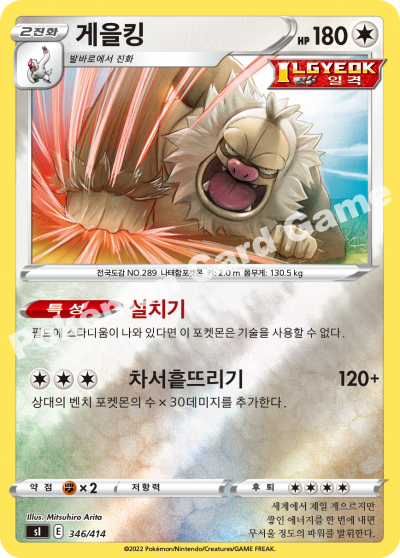 2진화
게을킹
HP 180
발바로에서 진화
ILGYEOK
일격
전국도감 NO.289 나태함포켓몬 키: 2.0 m 몸무게: 130.5 kg
특성 설치기
필드에 스타디움이 나와 있다면 이 포켓몬은 기술을 사용할 수 없다.
차서흩뜨리기 120+
상대의 벤치 포켓몬의 수×30데미지를 추가한다.
약점 ×2 저항력 후퇴
Illus. Mitsuhiro Arita
sI E 346/414
세계에서 제일 게으르지만
쌓인 에너지를 한 번에 내면
무서울 정도의 파워를 발휘한다.
©2022 Pokémon/Nintendo/Creatures/GAME FREAK.
Pokémon Card Game